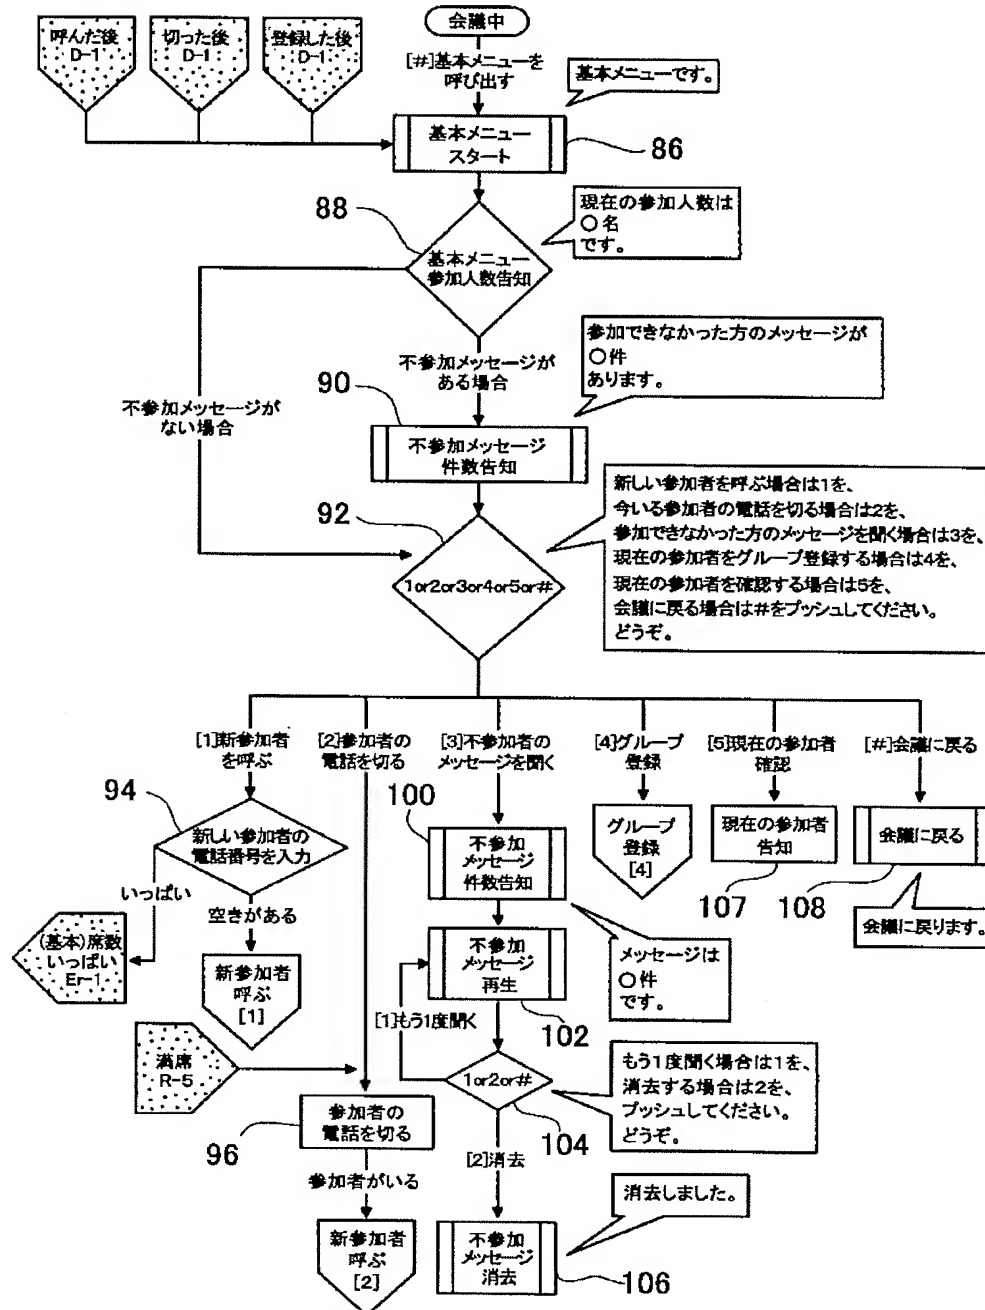 呼んだ後
D-1
切った後
D-1
登録した後
D-1
会議中
[#]基本メニューを
呼び出す
基本メニューです。
基本メニュー
スタート
86
88
現在の参加人数は
○名
です。
基本メニュー
参加人数告知
参加できなかった方のメッセージが
○件
あります。
不参加メッセージが
ある場合
90
不参加メッセージが
ない場合
不参加メッセージ
件数告知
92
新しい参加者を呼ぶ場合は1を、
今いる参加者の電話を切る場合は2を、
参加できなかった方のメッセージを聞く場合は3を、
現在の参加者をグループ登録する場合は4を、
現在の参加者を確認する場合は5を、
会議に戻る場合は#をプッシュしてください。
どうぞ。
1or2or3or4or5or#
[1]新参加者
を呼ぶ
[2]参加者の
電話を切る
[3]不参加者の
メッセージを聞く
[4]グループ
登録
[5]現在の参加者
確認
[#]会議に戻る
94
新しい参加者の
電話番号を入力
100
不参加
メッセージ
件数告知
グループ
登録
[4]
現在の参加者
告知
107
会議に戻る
108
会議に戻ります。
いっぱい
空きがある
(基本)席数
いっぱい
Er-1
新参加者
呼ぶ
[1]
メッセージは
○件
です。
不参加
メッセージ
再生
102
[1]もう1度聞く
満席
R-5
1or2or#
104
もう1度聞く場合は1を、
消去する場合は2を、
プッシュしてください。
どうぞ。
参加者の
電話を切る
96
[2]消去
参加者がいる
消去しました。
新参加者
呼ぶ
[2]
不参加
メッセージ
消去
106